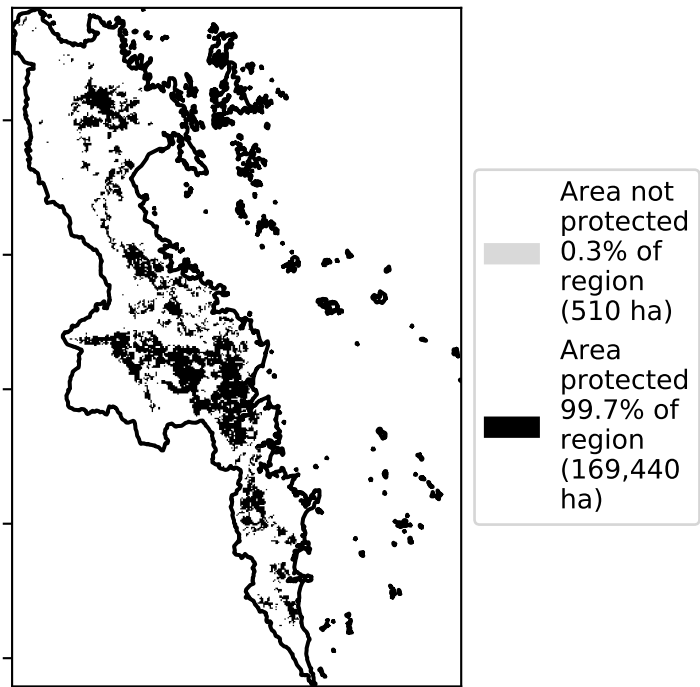 Area not
protected
0.3% of
region
(510 ha)
Area
protected
99.7% of
region
(169,440
ha)